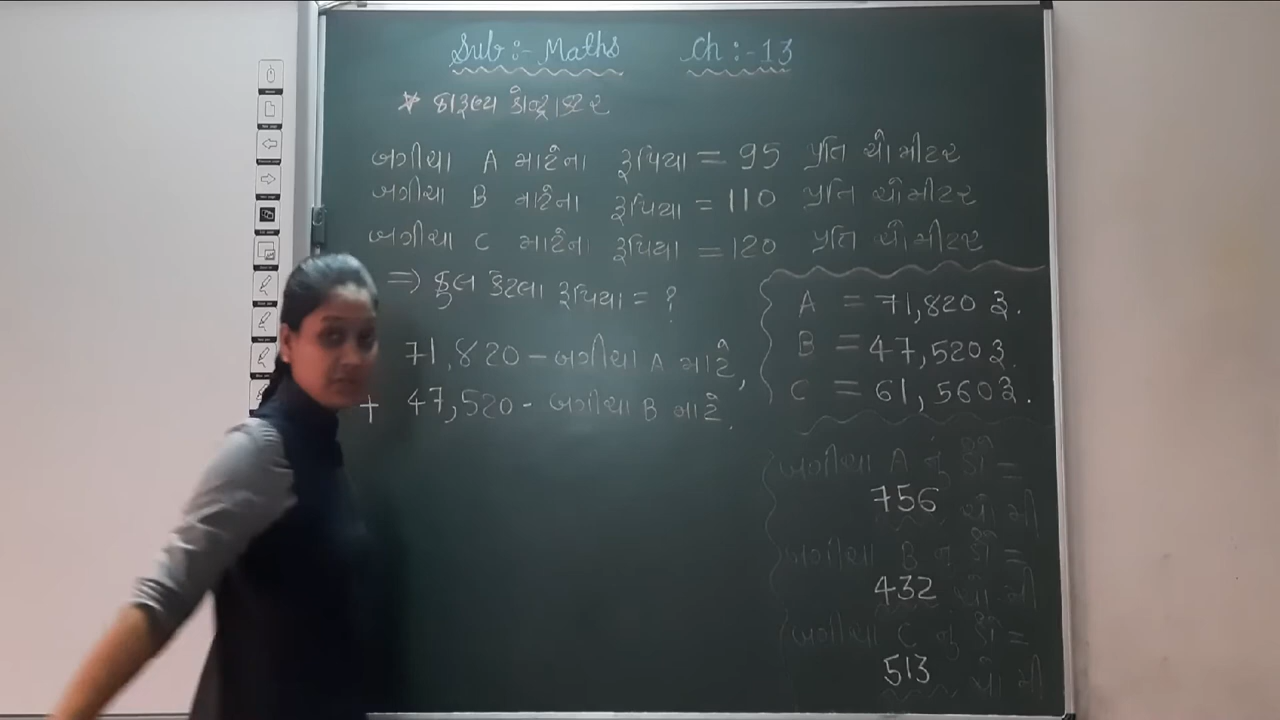 Sub :- Maths Ch :- 13
બગીચા A માટેના રૂપિયા = 95 પ્રતિ ચોમીટર
બગીચા B માટેના રૂપિયા = 110 પ્રતિ ચોમીટર
બગીચા C માટેના રૂપિયા = 120 પ્રતિ ચોમીટર
=> કુલ કેટલા રૂપિયા = ?
71,820 - બગીચા A માટે,
+ 47,520 - બગીચા B માટે
A = 71,820 રૂ.
B = 47,520 રૂ.
C = 61,560 રૂ.
બગીચા A નું =
756 ચો મી
બગીચા B નું =
432 ચો મી
બગીચા C નું =
513 ચો મી